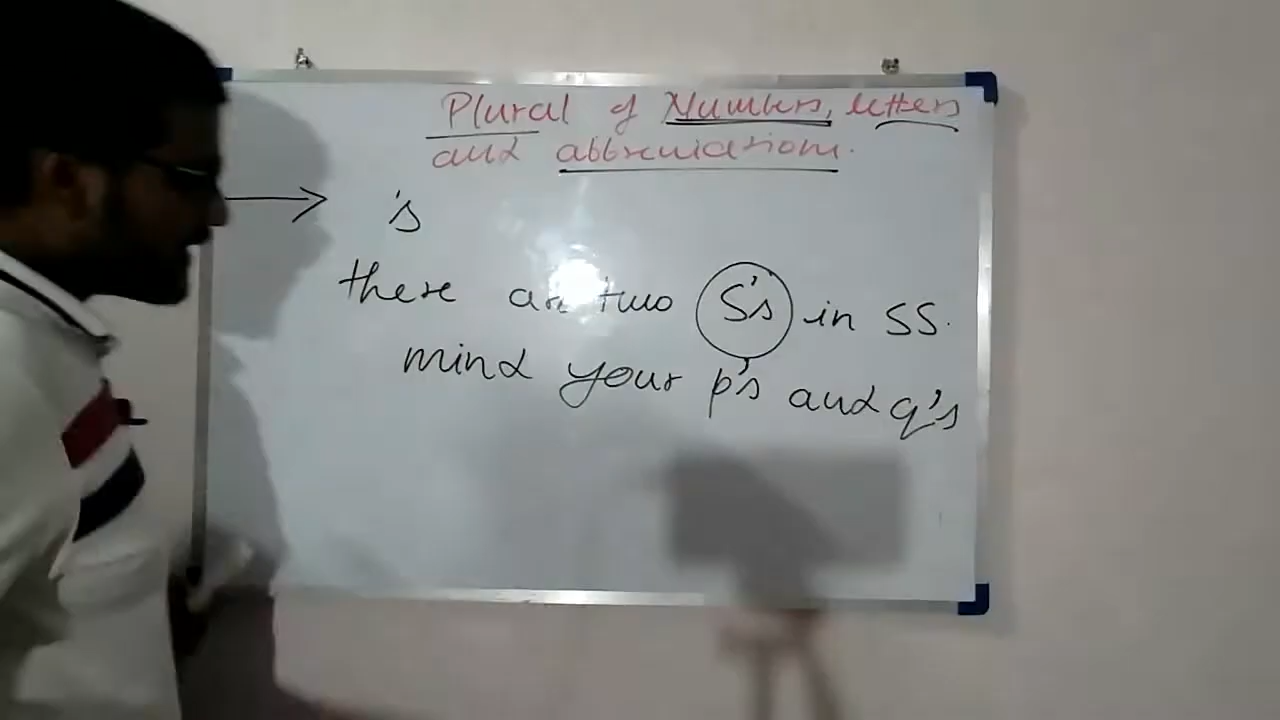 Plural of Numbers, letters
and abbreviations.
's
there are two S's in SS.
mind your p's and q's